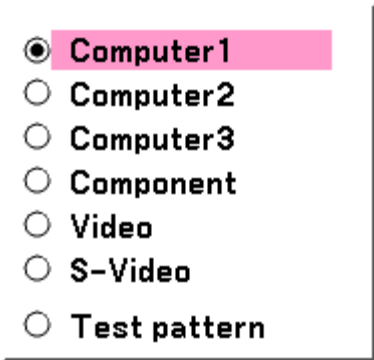 Computer1
Computer2
Computer3
Component
Video
S-Video
Test pattern